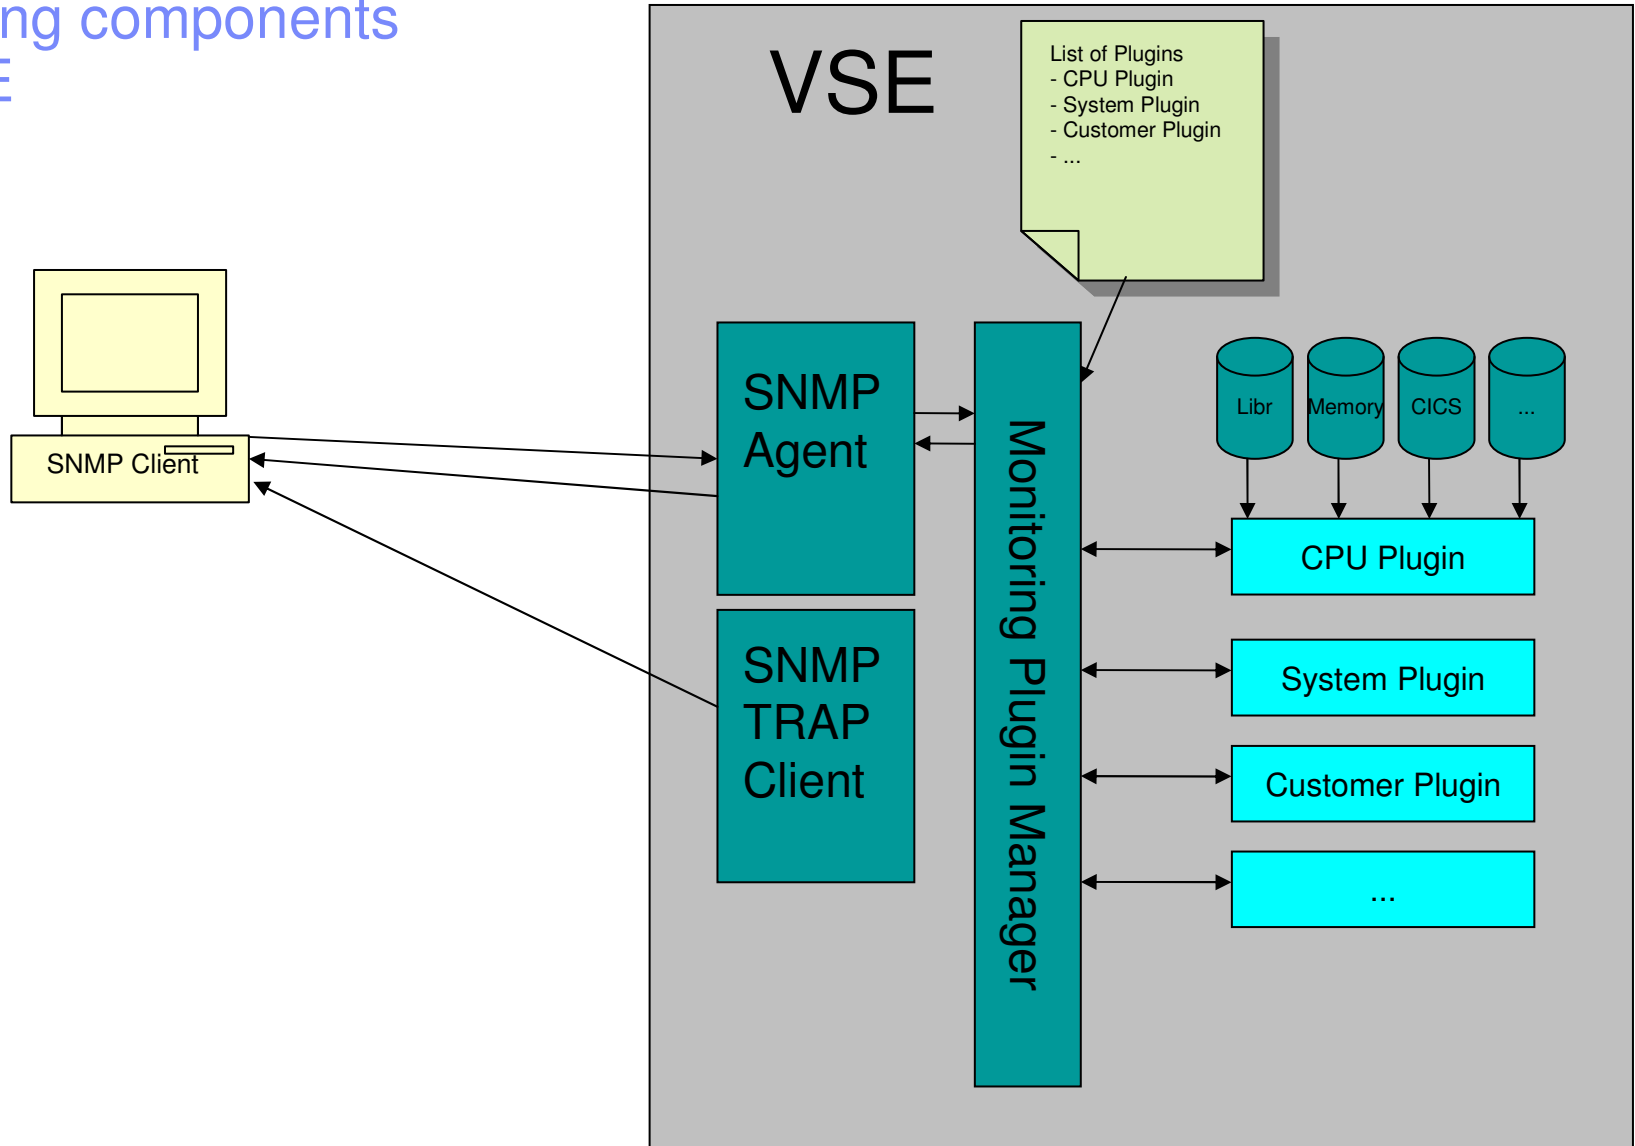 ng components
E
VSE
List of Plugins
- CPU Plugin
- System Plugin
- Customer Plugin
- ...
SNMP Client
SNMP
Agent
SNMP
TRAP
Client
Monitoring Plugin Manager
Libr
Memory
CICS
...
CPU Plugin
System Plugin
Customer Plugin
...